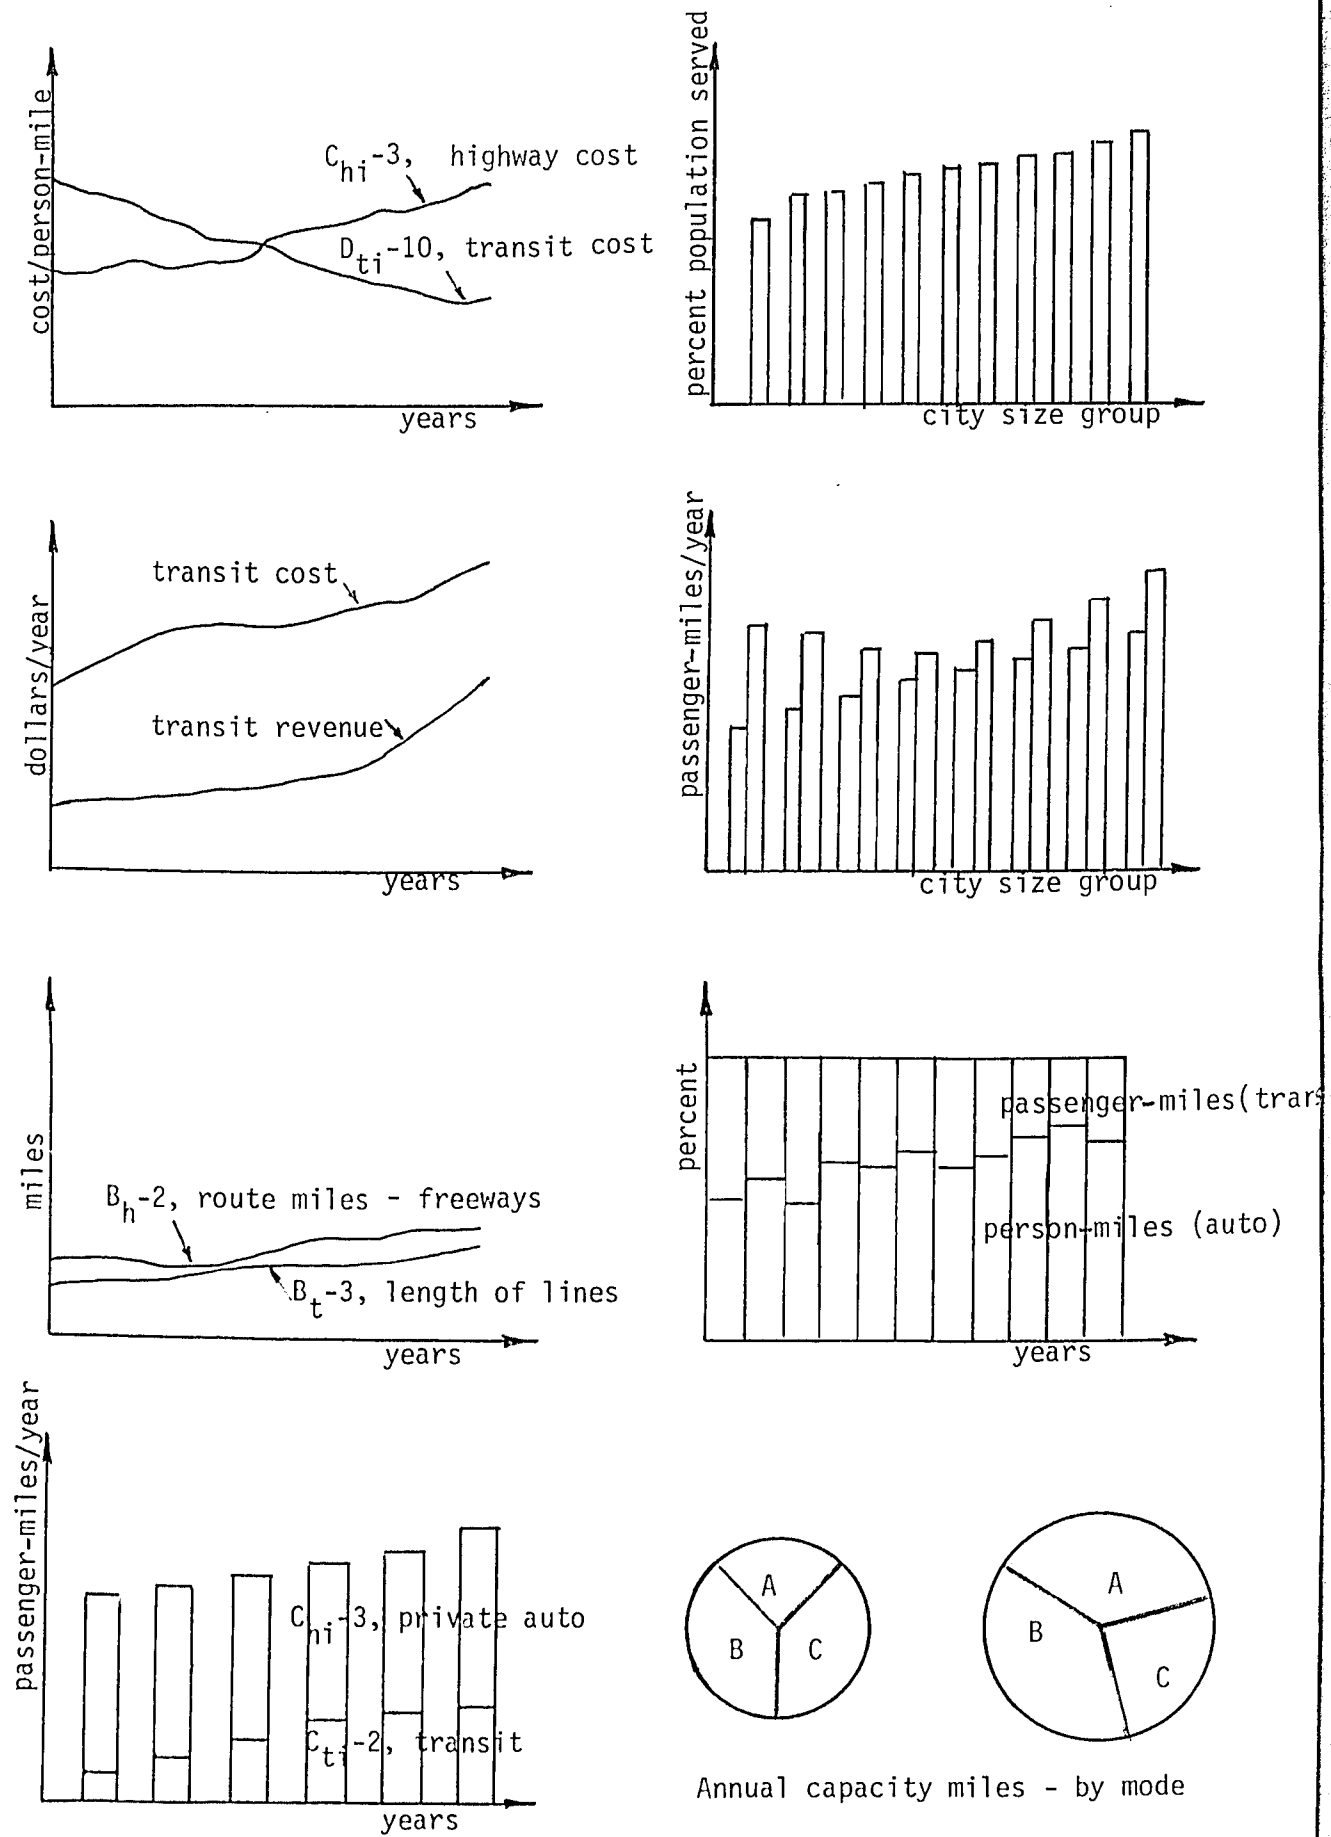 cost/person-mile
C_hi-3, highway cost
D_ti-10, transit cost
years
percent population served
city size group
dollars/year
transit cost
transit revenue
years
passenger-miles/year
city size group
miles
B_h-2, route miles - freeways
B_t-3, length of lines
years
percent
passenger-miles(trans
person-miles (auto)
years
passenger-miles/year
C_hi-3, private auto
C_ti-2, transit
years
A
B
C
A
B
C
Annual capacity miles - by mode